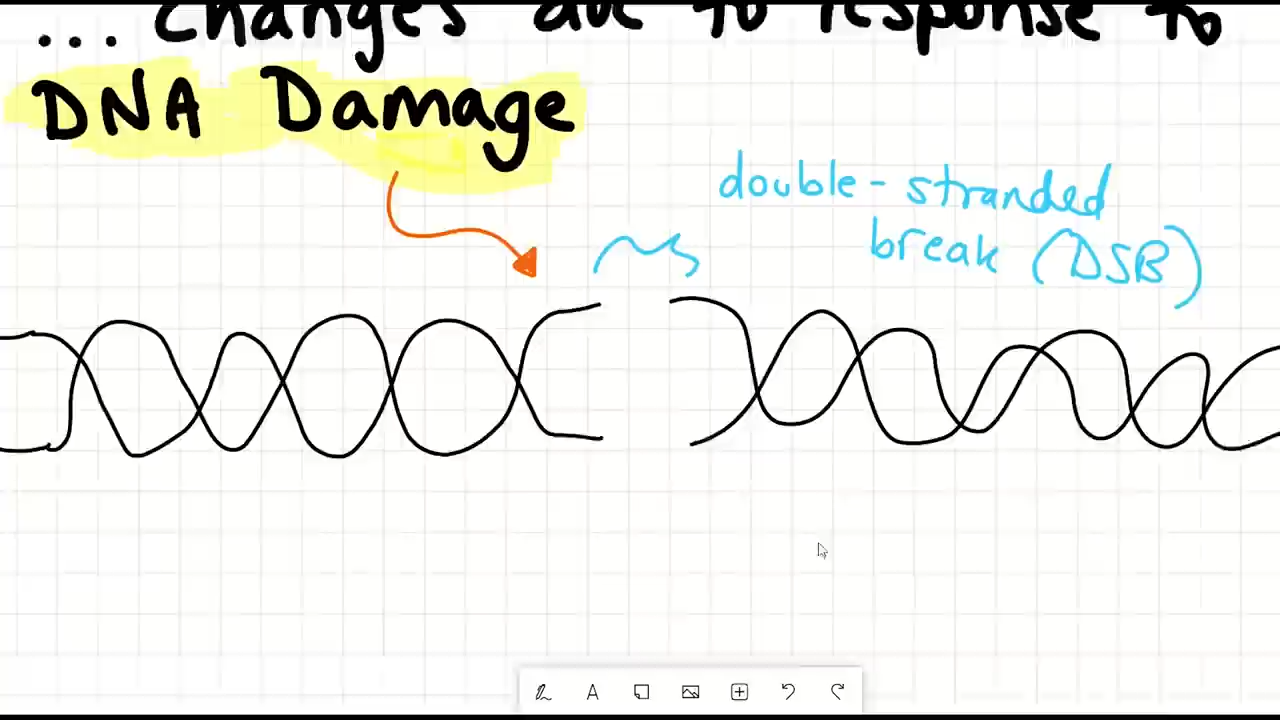 ... changes due to response to
DNA Damage
double-stranded
break (DSB)